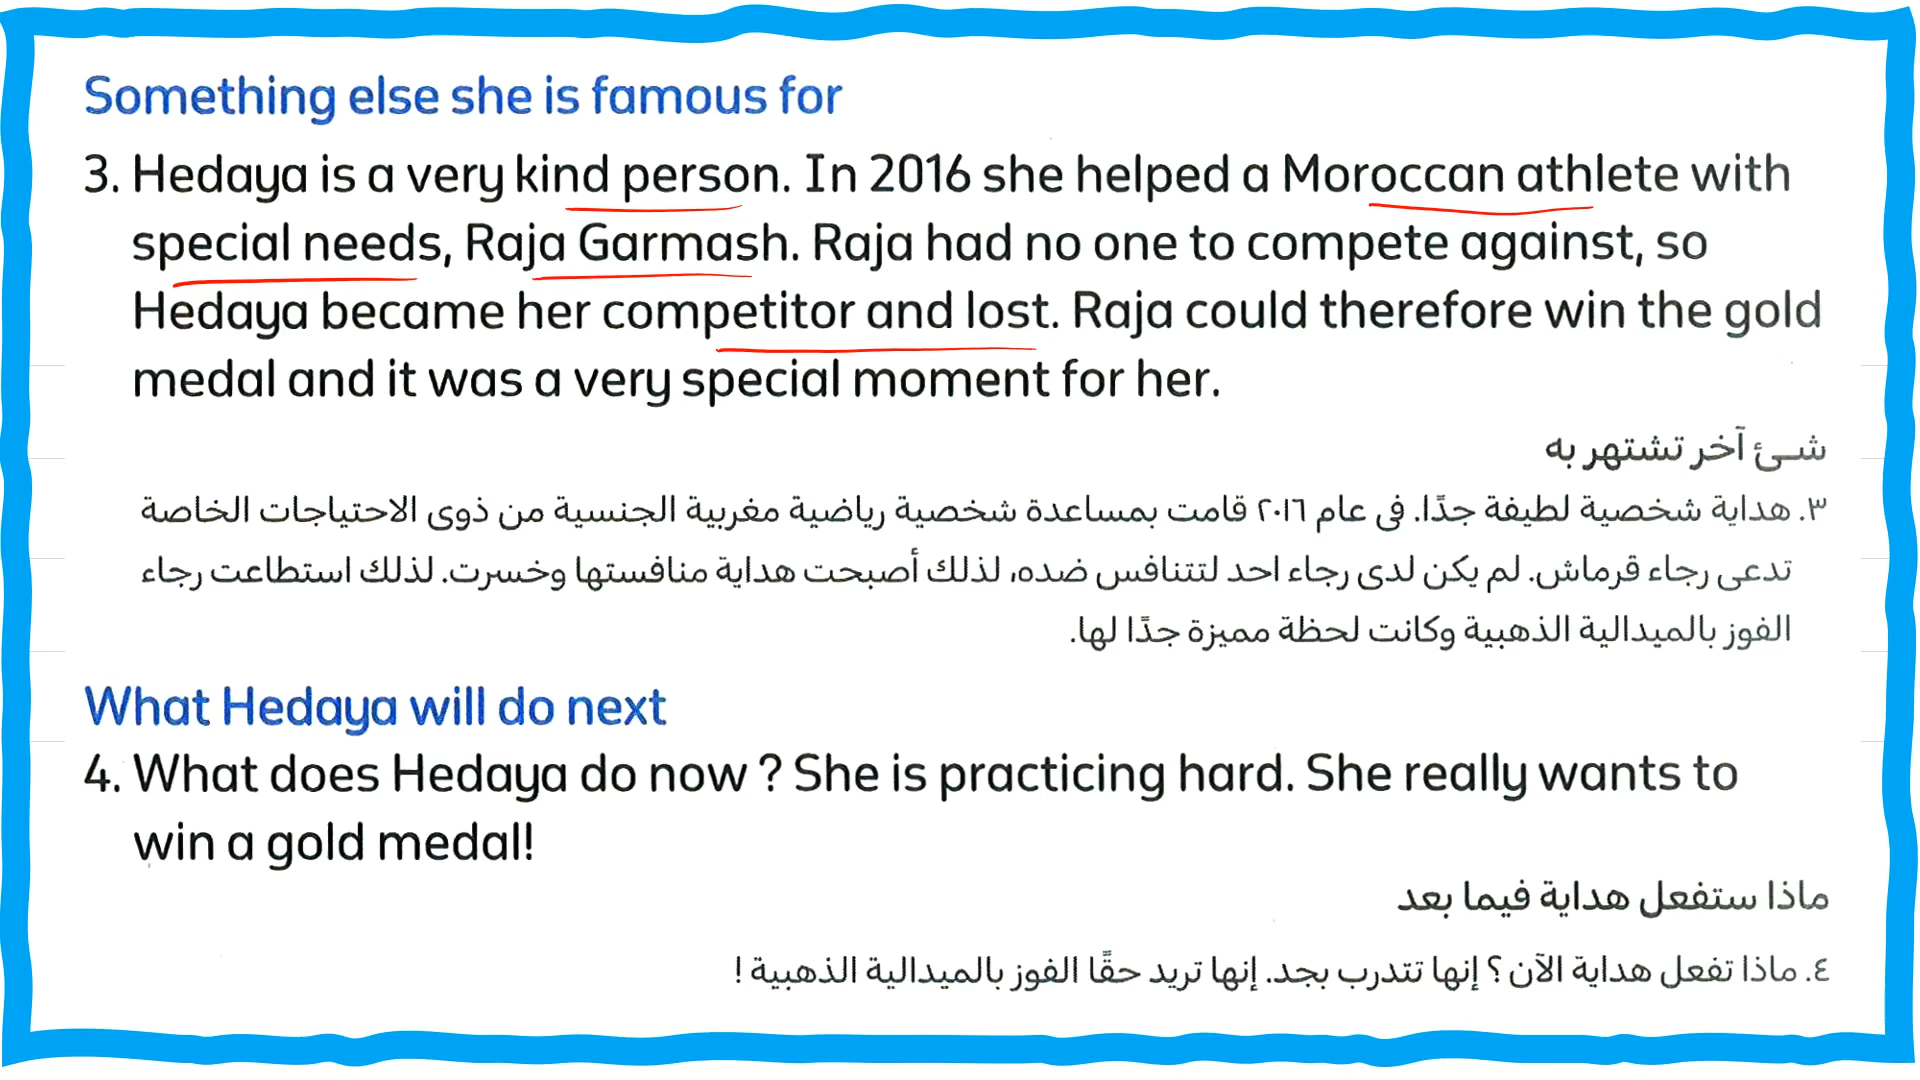 Something else she is famous for
3. Hedaya is a very kind person. In 2016 she helped a Moroccan athlete with
special needs, Raja Garmash. Raja had no one to compete against, so
Hedaya became her competitor and lost. Raja could therefore win the gold
medal and it was a very special moment for her.
شئ آخر تشتهر به
٣. هداية شخصية لطيفة جدًا. فى عام ٢٠١٦ قامت بمساعدة شخصية رياضية مغربية الجنسية من ذوى الاحتياجات الخاصة
تدعى رجاء قرماش. لم يكن لدى رجاء احد لتتنافس ضده، لذلك أصبحت هداية منافستها وخسرت. لذلك استطاعت رجاء
الفوز بالميدالية الذهبية وكانت لحظة مميزة جدًا لها.
What Hedaya will do next
4. What does Hedaya do now ? She is practicing hard. She really wants to
win a gold medal!
ماذا ستفعل هداية فيما بعد
٤. ماذا تفعل هداية الآن ؟ إنها تتدرب بجد. إنها تريد حقًا الفوز بالميدالية الذهبية !